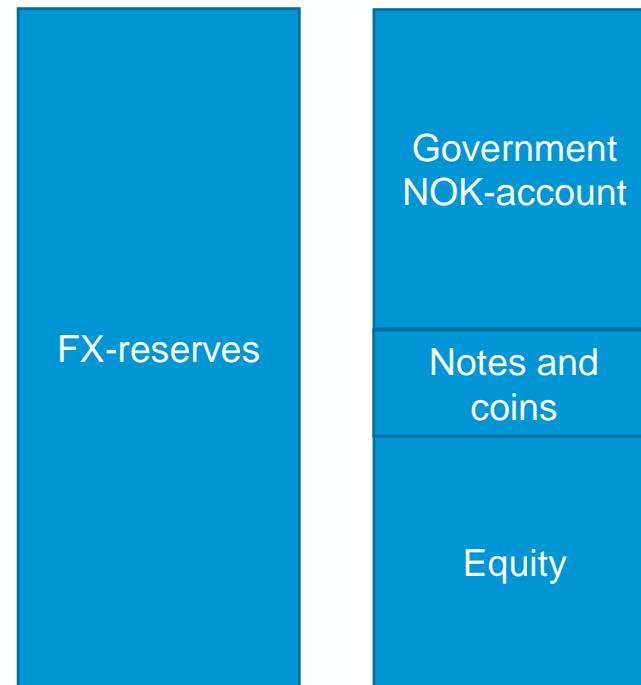 FX-reserves
Government
NOK-account
Notes and
coins
Equity